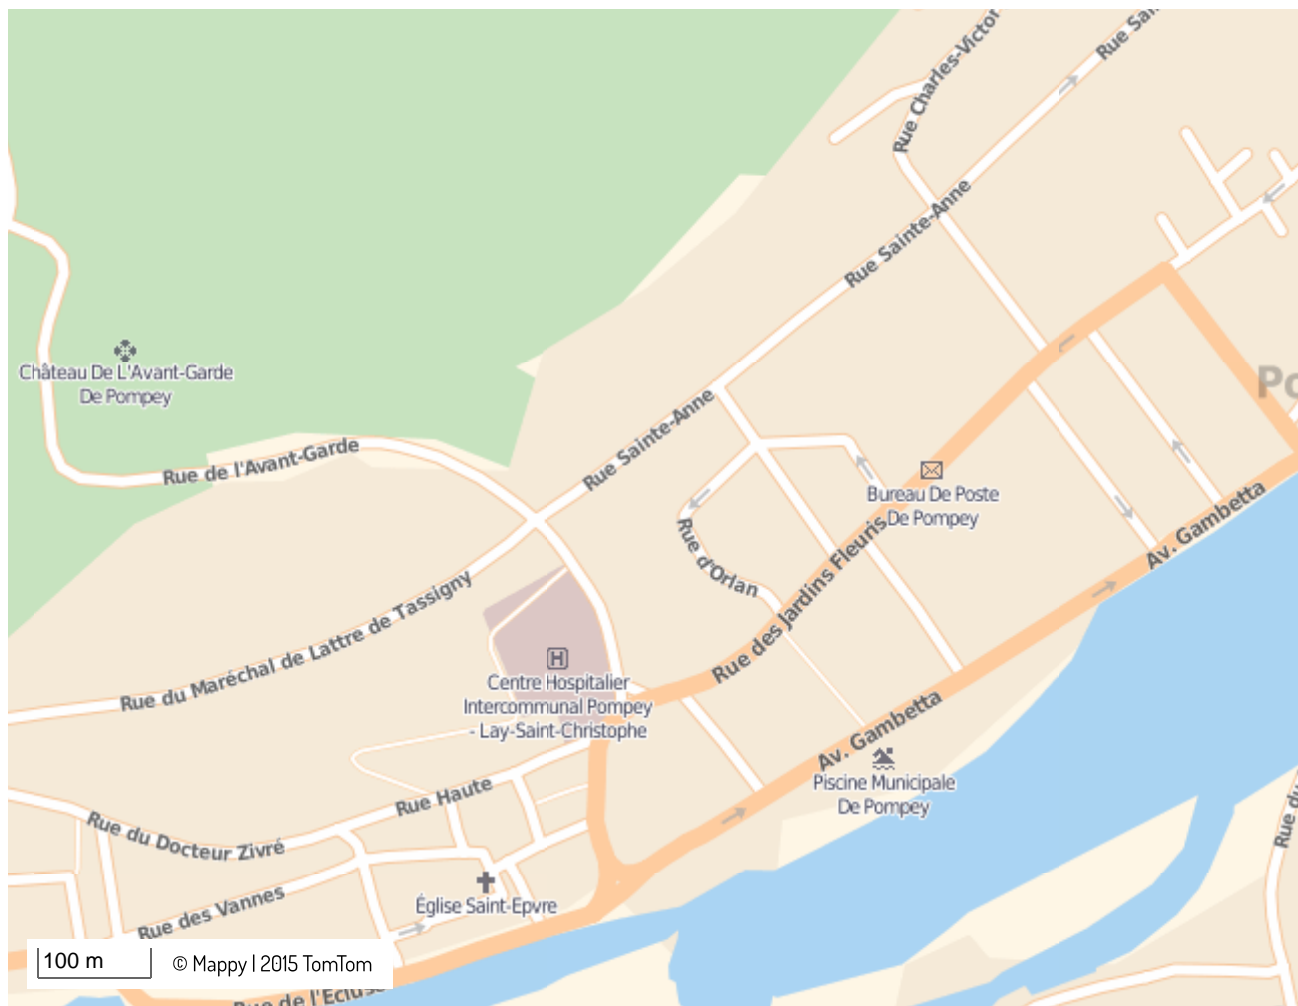 Rue Charles-Victor
Rue Sainte-Anne
Château De L'Avant-Garde
De Pompey
Rue Sainte-Anne
Rue de l'Avant-Garde
Bureau De Poste
De Pompey
Av. Gambetta
Rue d'Orlan
Rue des Jardins Fleuris
Rue du Maréchal de Lattre de Tassigny
Centre Hospitalier
Intercommunal Pompey
- Lay-Saint-Christophe
Av. Gambetta
Piscine Municipale
De Pompey
Rue Haute
Rue du
Rue du Docteur Zivré
Rue des Vannes
Église Saint-Epvre
100 m
© Mappy | 2015 TomTom
Rue de l'Écluse